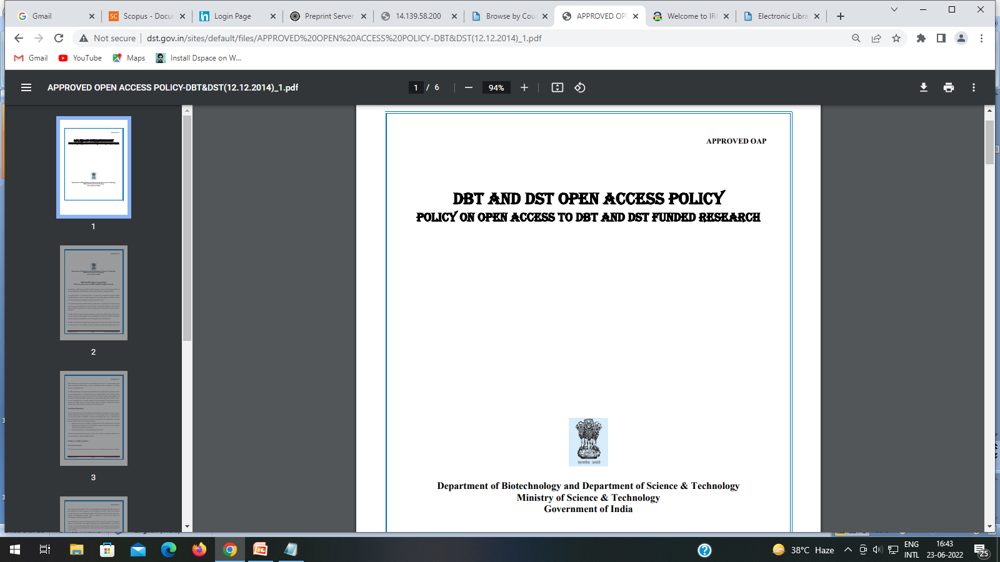 Gmail
Scopus - Docur
Login Page
Preprint Server
14.139.58.200
Browse by Cou
APPROVED OPE
Welcome to IR
Electronic Libra
Not secure
dst.gov.in/sites/default/files/APPROVED%20OPEN%20ACCESS%20POLICY-DBT&DST(12.12.2014)_1.pdf
Gmail
YouTube
Maps
Install Dspace on W...
APPROVED OPEN ACCESS POLICY-DBT&DST(12.12.2014)_1.pdf
1 / 6
94%
APPROVED OAP
DBT AND DST OPEN ACCESS POLICY
POLICY ON OPEN ACCESS TO DBT AND DST FUNDED RESEARCH
सत्यमेव जयते
Department of Biotechnology and Department of Science & Technology
Ministry of Science & Technology
Government of India
1
2
3
38°C Haze
ENG
INTL
16:43
23-06-2022
25